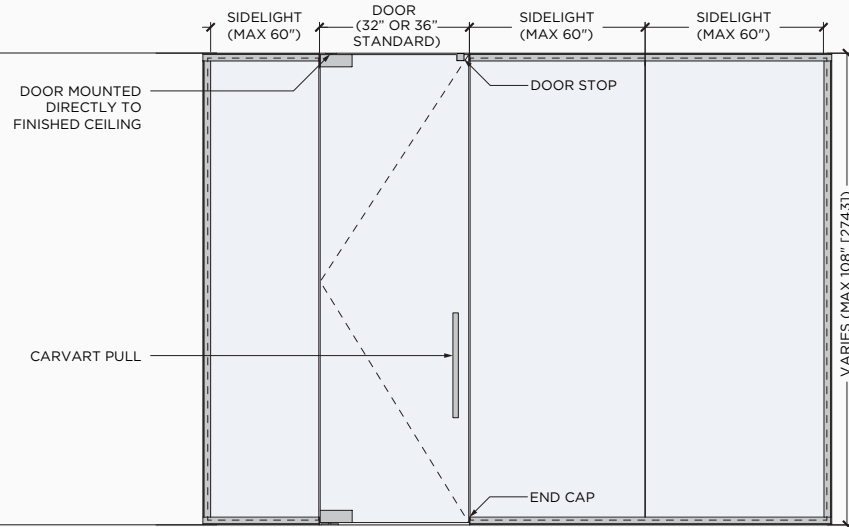 SIDELIGHT
(MAX 60")
DOOR
(32” OR 36”
STANDARD)
SIDELIGHT
(MAX 60")
SIDELIGHT
(MAX 60")
DOOR MOUNTED
DIRECTLY TO
FINISHED CEILING
DOOR STOP
CARVART PULL
END CAP
VARIES (MAX 108" [2743])